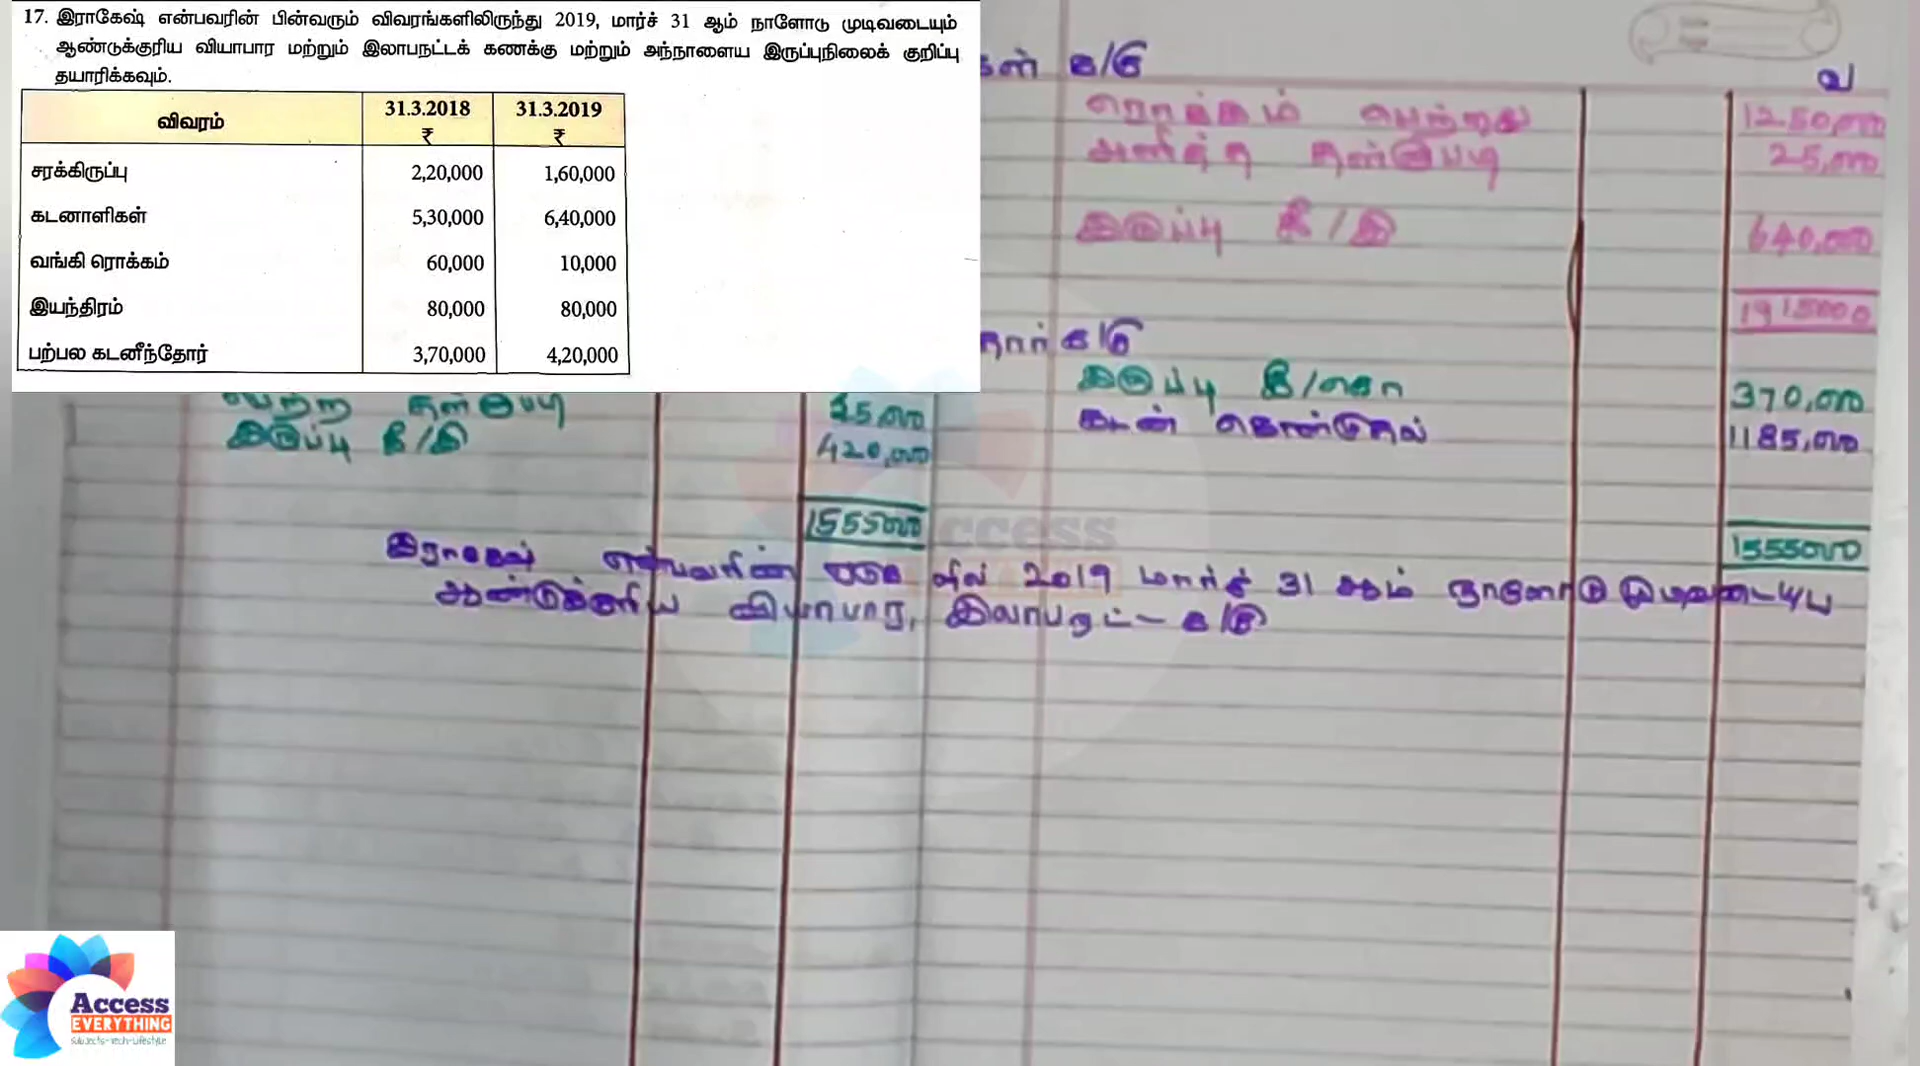 17. இராகேஷ் என்பவரின் பின்வரும் விவரங்களிலிருந்து 2019, மார்ச் 31 ஆம் நாளோடு முடிவடையும்
ஆண்டுக்குரிய வியாபார மற்றும் இலாபநட்டக் கணக்கு மற்றும் அந்நாளைய இருப்புநிலைக் குறிப்பு
தயாரிக்கவும்.
விவரம் 31.3.2018 ₹ 31.3.2019 ₹
சரக்கிருப்பு 2,20,000 1,60,000
கடனாளிகள் 5,30,000 6,40,000
வங்கி ரொக்கம் 60,000 10,000
இயந்திரம் 80,000 80,000
பற்பல கடனீந்தோர் 3,70,000 4,20,000
கள் க/கு
வ
ரொக்கம் பெற்றது 1250,000
அளித்த தள்ளுபடி 25,000
இருப்பு கீ/இ 640,000
1915000
தோர் க/கு
இருப்பு கீ/கொ 370,000
கடன் கொள்முதல் 1185,000
1555000
பெற்ற தள்ளுபடி
இருப்பு கீ/இ 420,000
1555000
இராகேஷ் என்பவரின் 2019 மார்ச் 31 ஆம் நாளோடு முடிவடையும்
ஆண்டுக்குரிய வியாபார, இலாபநட்ட க/கு
Access
Access
EVERYTHING
Subjects-Tech-Lifestyle